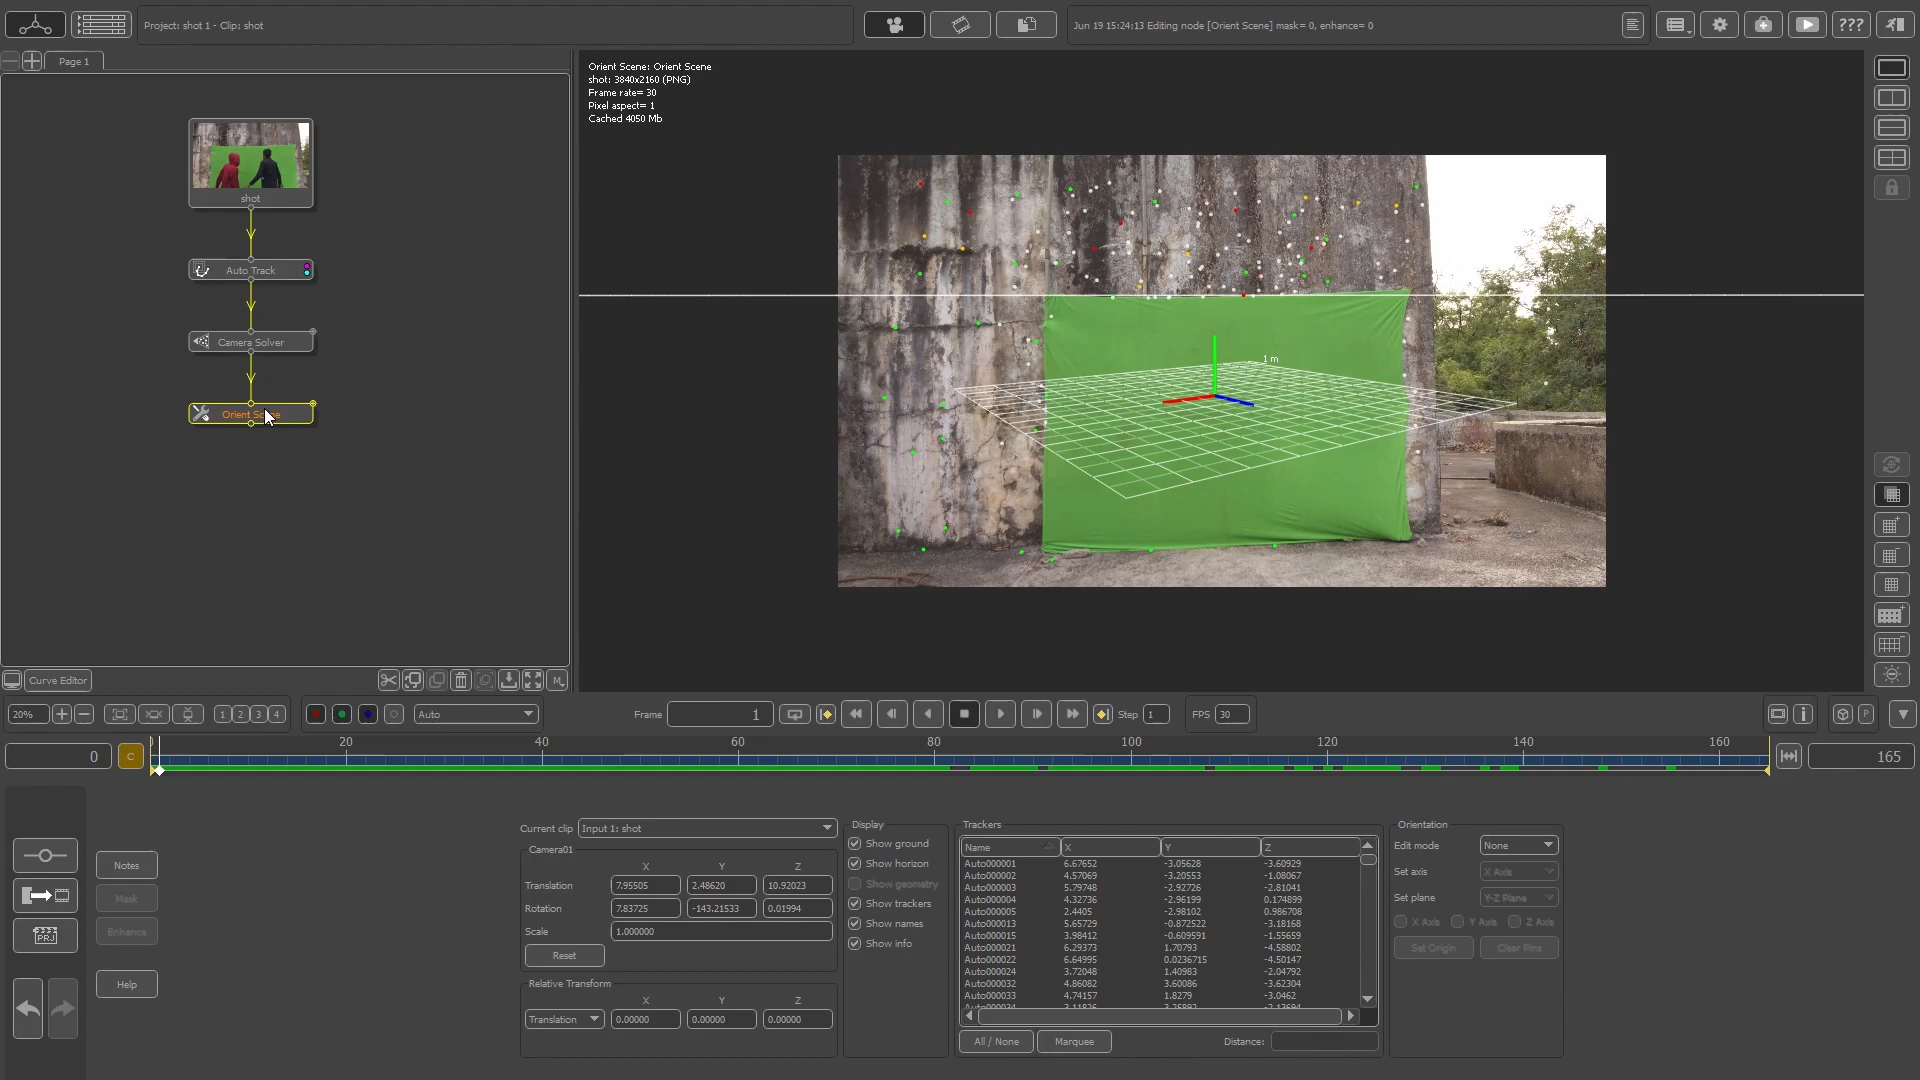 Project: shot 1 - Clip: shot
Jun 19 15:24:13 Editing node [Orient Scene] mask= 0, enhance= 0
???
Page 1
shot
Auto Track
Camera Solver
Orient Scene
Orient Scene: Orient Scene
shot: 3840x2160 (PNG)
Frame rate= 30
Pixel aspect= 1
Cached 4050 Mb
1 m
Curve Editor
M
20%
1 2 3 4
Auto
Frame 1
Step 1
FPS 30
i
P
0
C
20 40 60 80 100 120 140 160
165
PRJ
Notes
Mask
Enhance
Help
Current clip Input 1: shot
Camera01
X Y Z
Translation 7.95505 2.48620 10.92023
Rotation 7.83725 -143.21533 0.01994
Scale 1.000000
Reset
Relative Transform
X Y Z
Translation 0.00000 0.00000 0.00000
Display
Show ground
Show horizon
Show geometry
Show trackers
Show names
Show info
Trackers
Name X Y Z
Auto000001 6.67652 -3.05628 -3.60929
Auto000002 4.57069 -3.20553 -1.08067
Auto000003 5.79748 -2.92726 -2.81041
Auto000004 4.32736 -2.96199 0.174899
Auto000005 2.4405 -2.98102 0.986708
Auto000013 5.65729 -0.872522 -3.18168
Auto000015 3.98412 -0.609591 -1.55659
Auto000021 6.29373 1.70793 -4.58802
Auto000022 6.64995 0.0236715 -4.50147
Auto000024 3.72048 1.40983 -2.04792
Auto000032 4.86082 3.60086 -3.62304
Auto000033 4.74157 1.8279 -3.0462
All / None
Marquee
Distance:
Orientation
Edit mode None
Set axis X Axis
Set plane Y-Z Plane
X Axis Y Axis Z Axis
Set Origin
Clear Pins